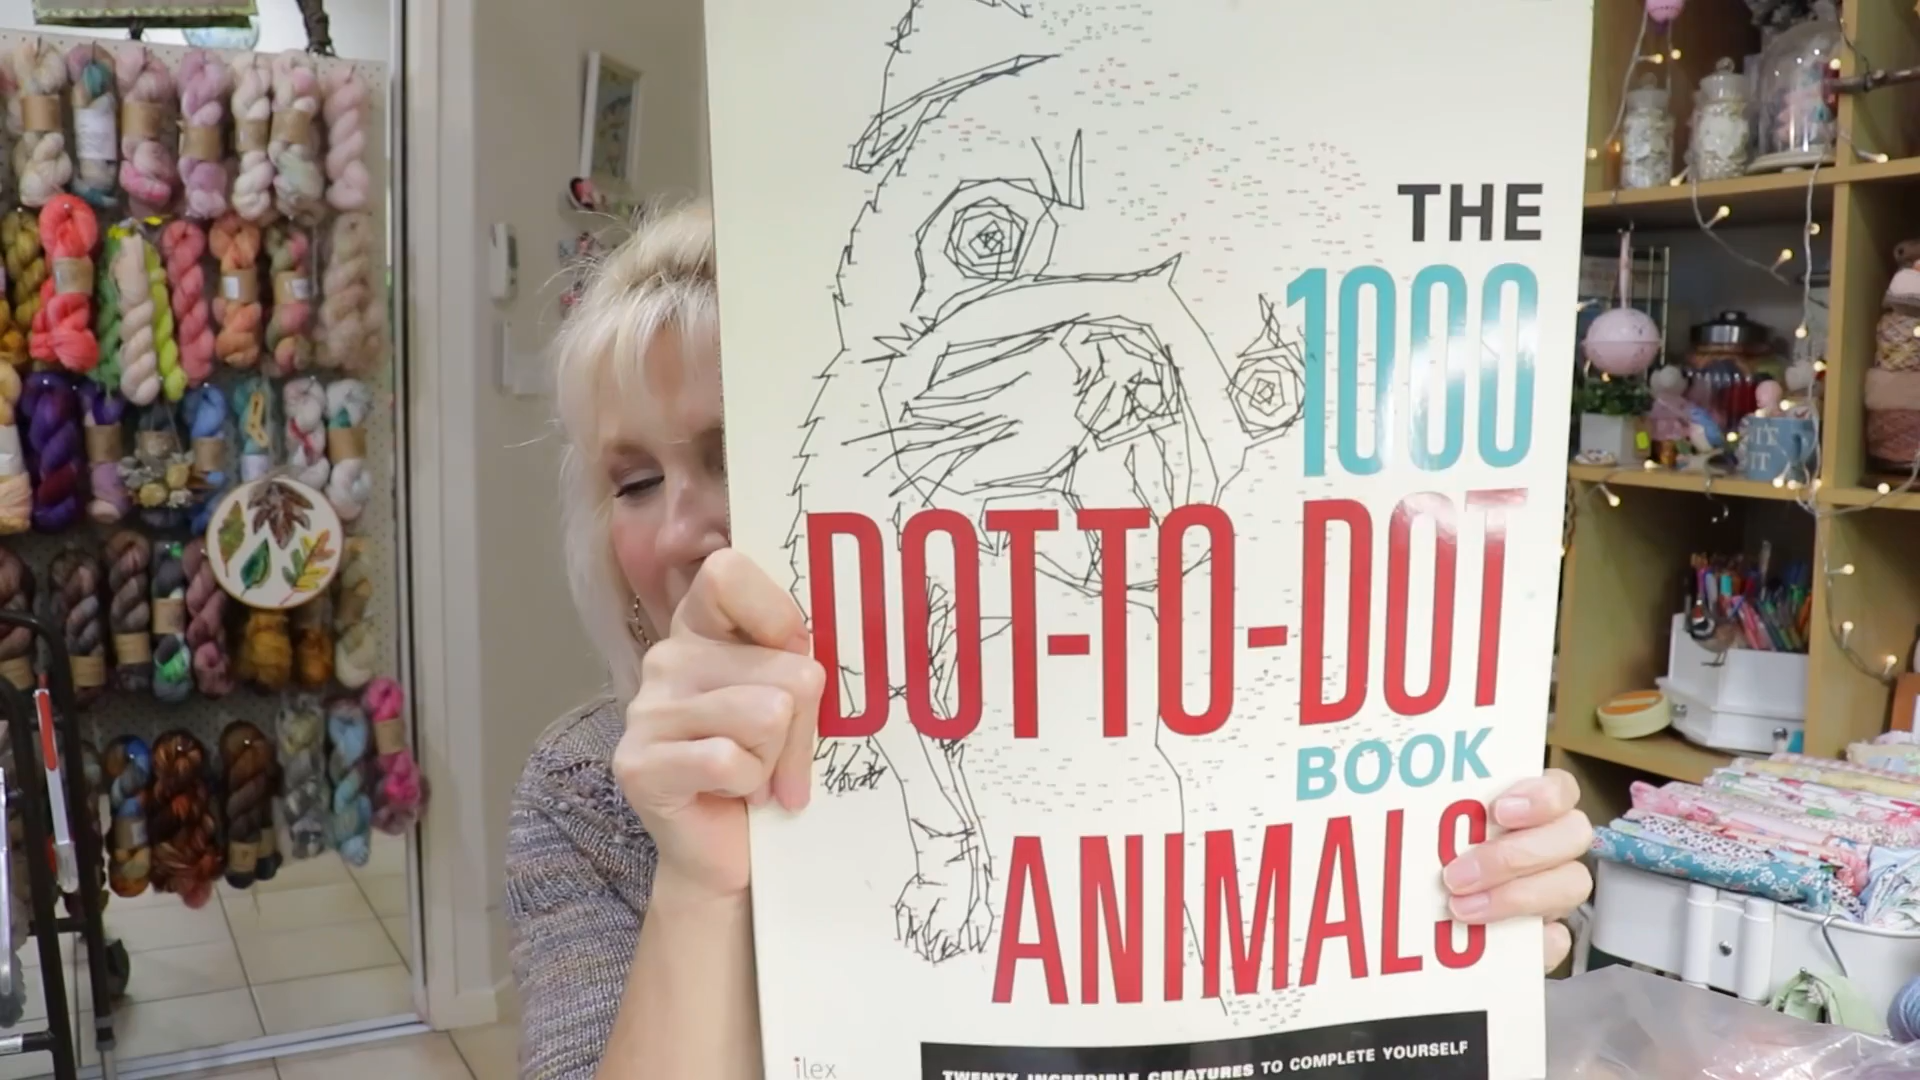 THE
1000
DOT-TO-DOT
BOOK
ANIMALS
ilex
TWENTY INCREDIBLE CREATURES TO COMPLETE YOURSELF